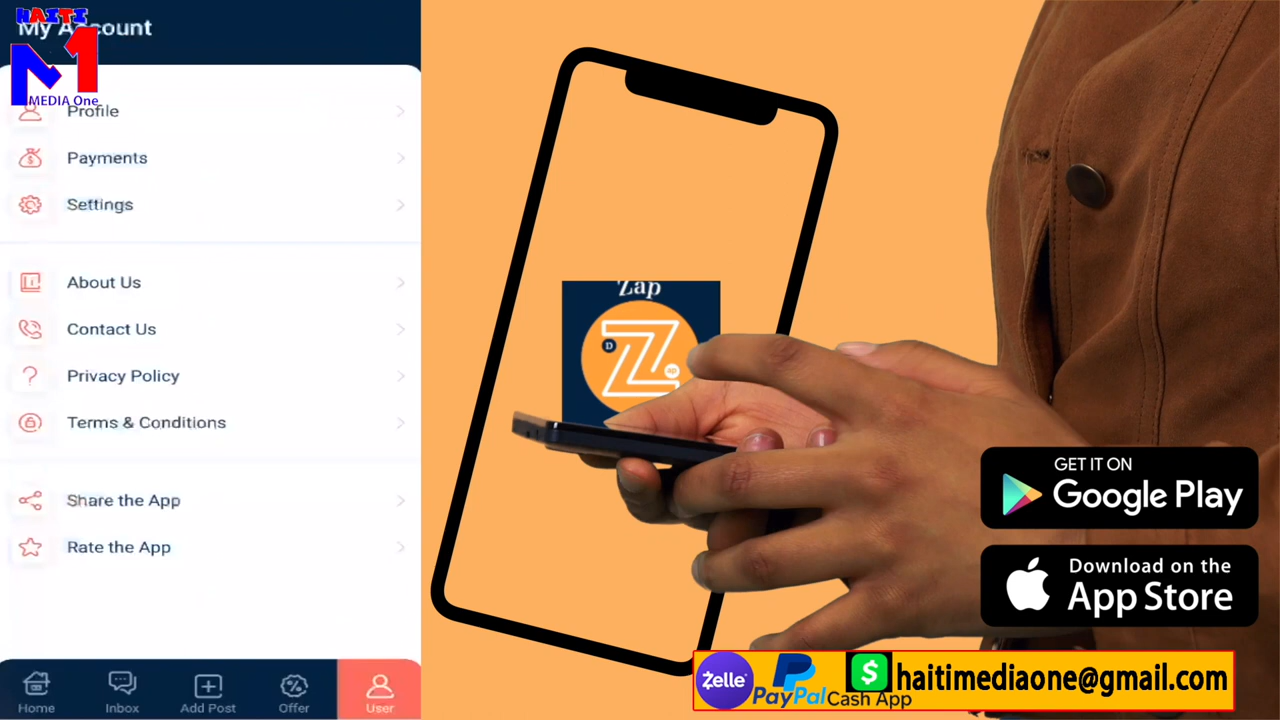 HAITI
My Account
M1
MEDIA One
Profile
Payments
Settings
About Us
Contact Us
Privacy Policy
Terms & Conditions
Share the App
Rate the App
Home
Inbox
Add Post
Offer
User
Zap
D
Z
ap
GET IT ON
Google Play
Download on the
App Store
Zelle
PayPal
$
Cash App
haitimediaone@gmail.com